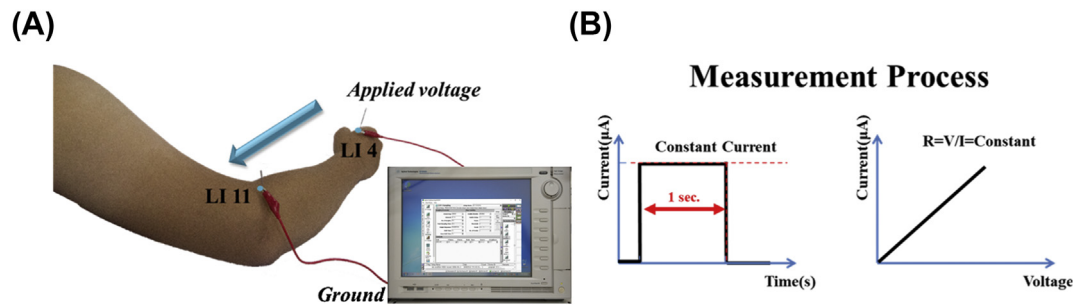 (A)
Applied voltage
LI 4
LI 11
Ground
(B)
Measurement Process
Current(μA)
Constant Current
1 sec.
Time(s)
Current(μA)
R=V/I=Constant
Voltage